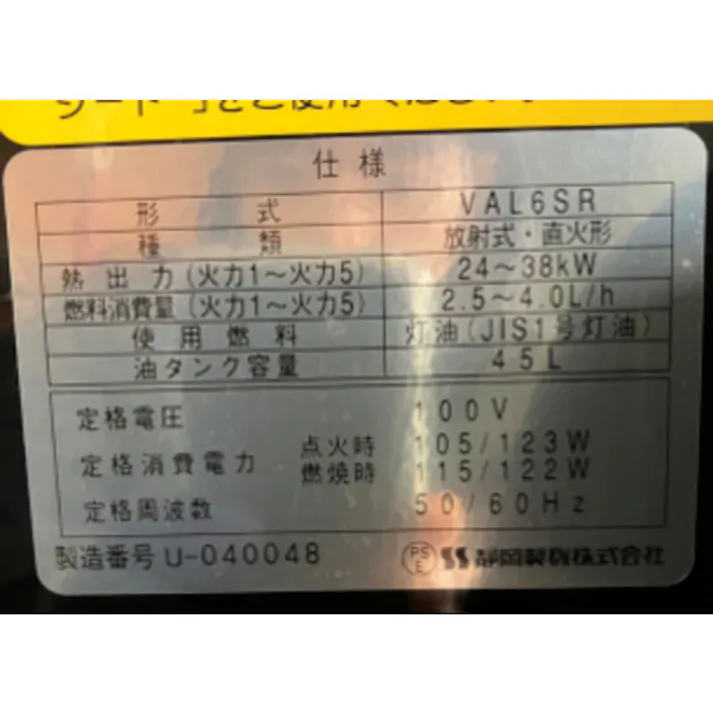 仕様
形式 VAL6SR
種類 放射式・直火形
熱出力(火力1～火力5) 24～38kW
燃料消費量(火力1～火力5) 2.5～4.0L/h
使用燃料 灯油(JIS1号灯油)
油タンク容量 45L
定格電圧 100V
定格消費電力 点火時 105/123W
燃焼時 115/122W
定格周波数 50/60Hz
製造番号 U-040048 PSE 静岡製機株式会社